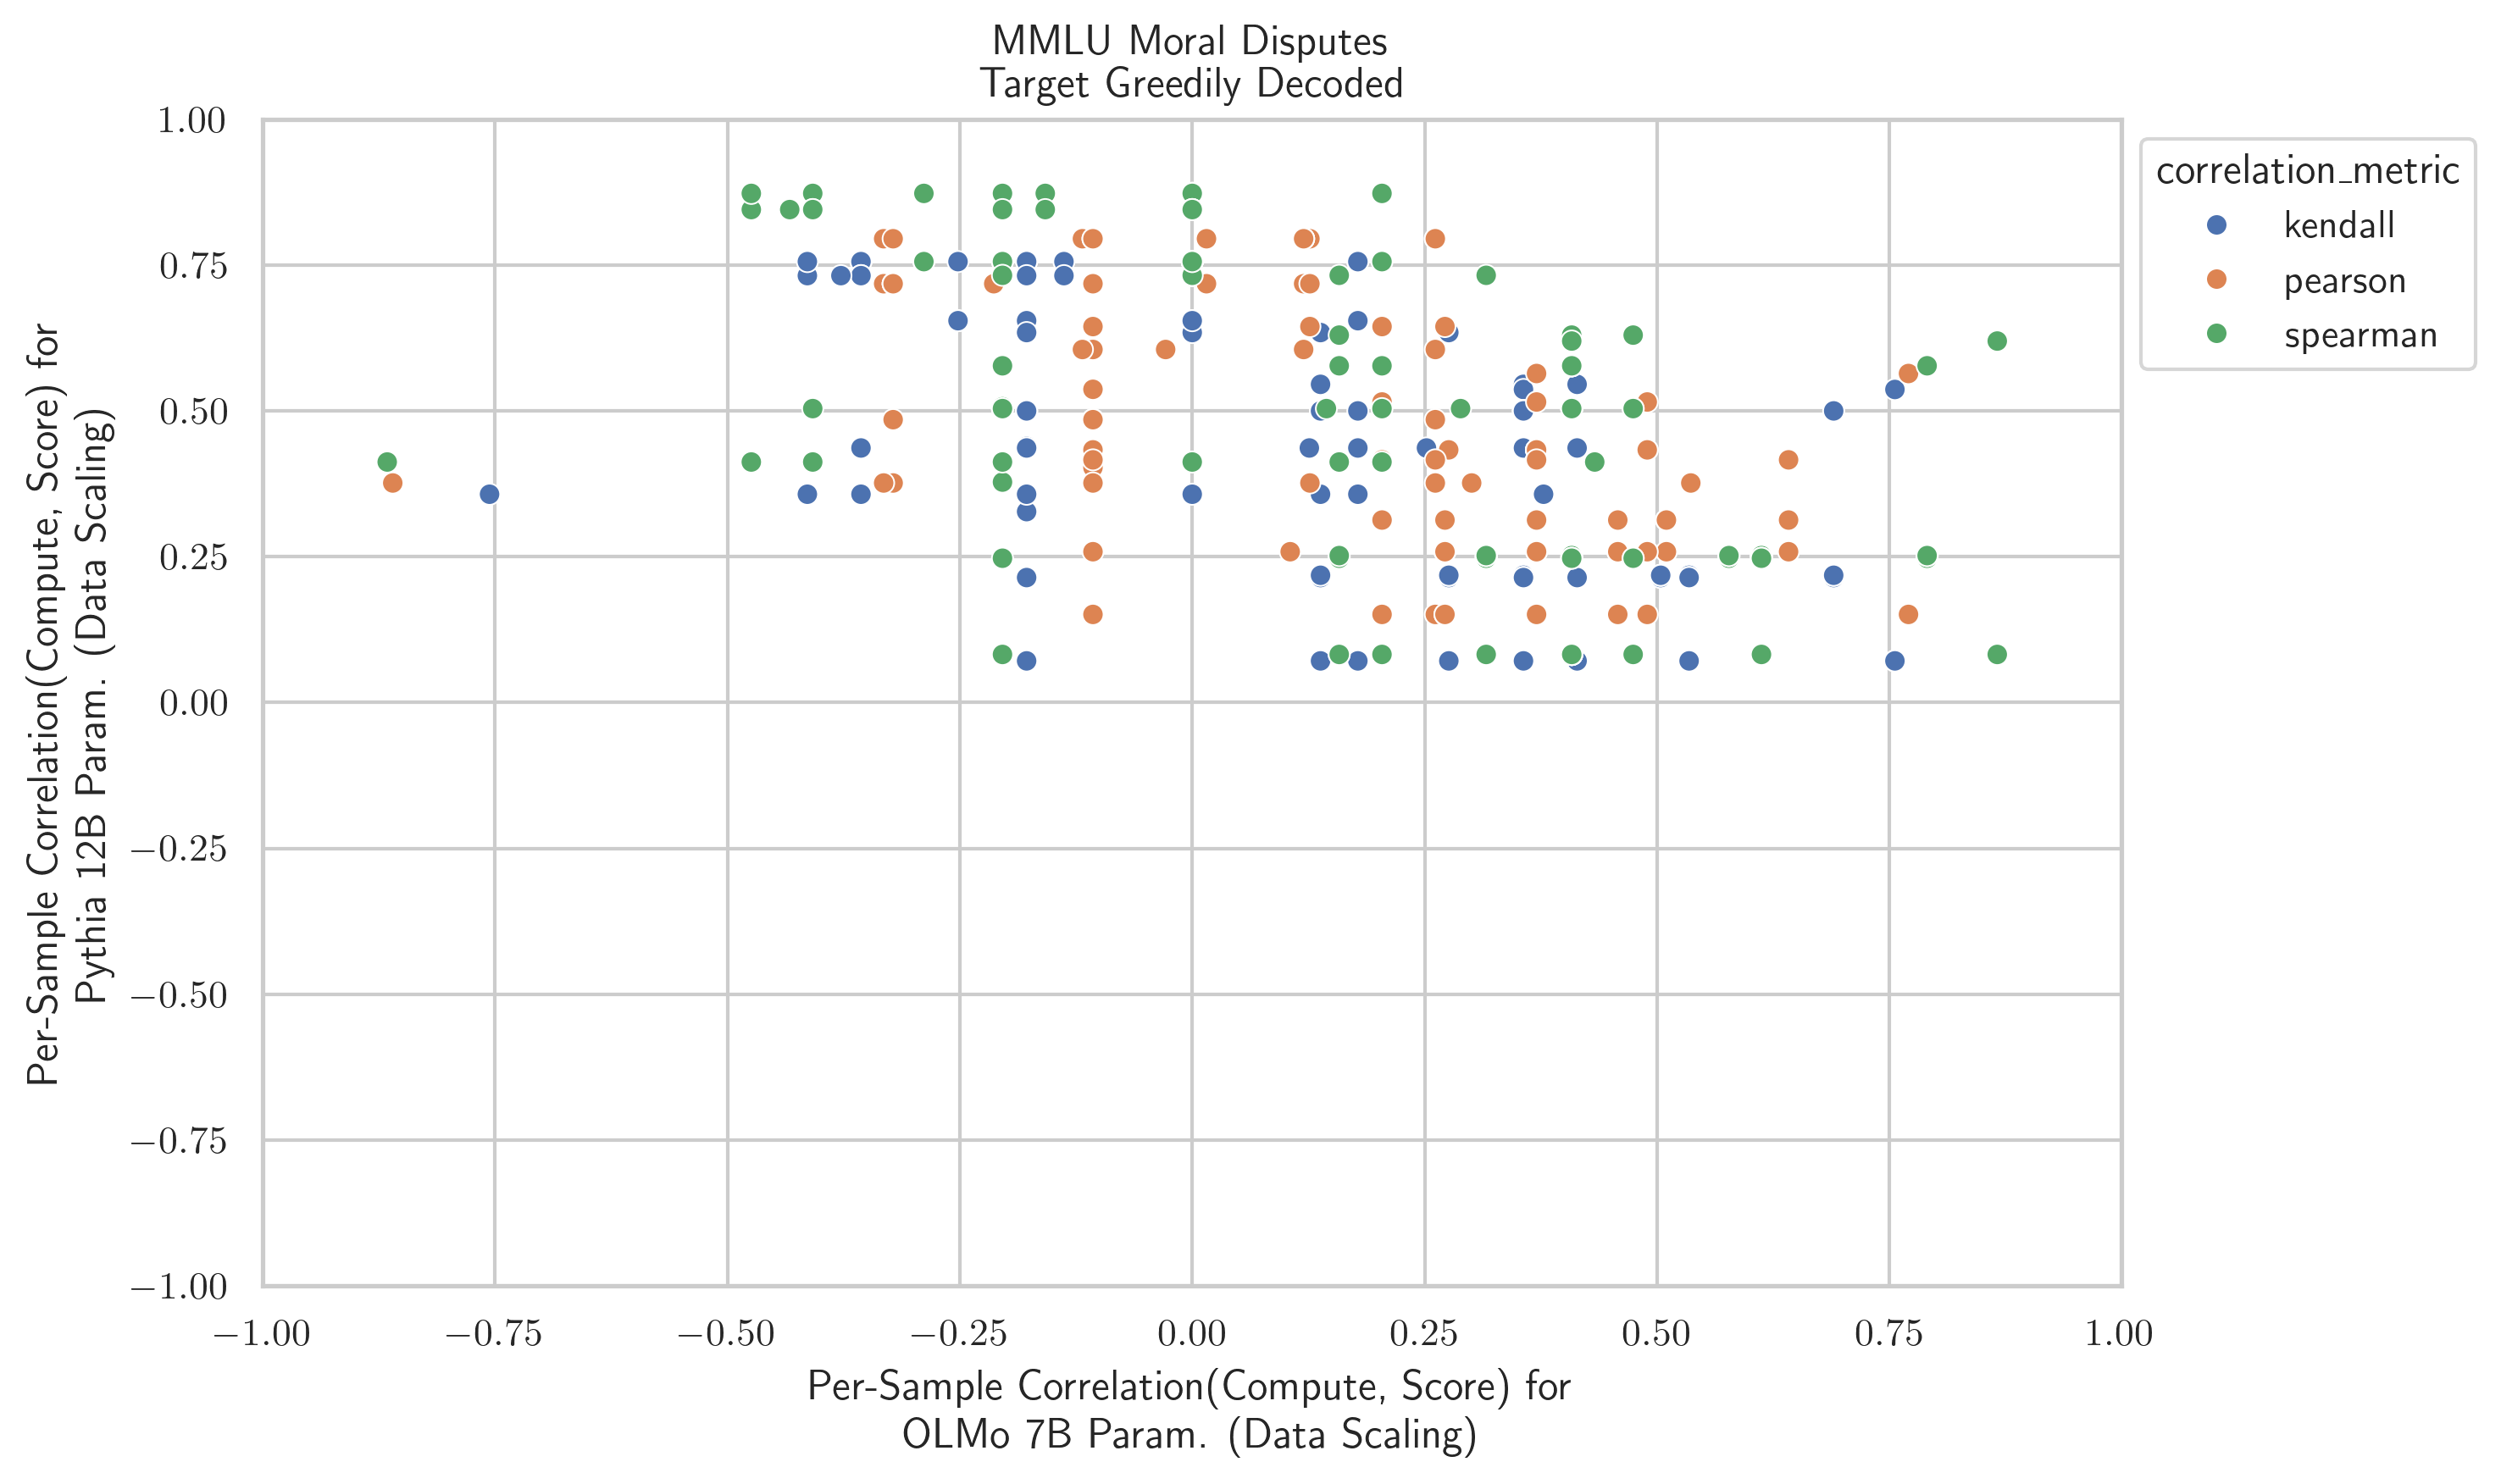 MMLU Moral Disputes
Target Greedily Decoded
correlation_metric
kendall
pearson
spearman
Per-Sample Correlation(Compute, Score) for
Pythia 12B Param. (Data Scaling)
1.00
0.75
0.50
0.25
0.00
−0.25
−0.50
−0.75
−1.00
−1.00 −0.75 −0.50 −0.25 0.00 0.25 0.50 0.75 1.00
Per-Sample Correlation(Compute, Score) for
OLMo 7B Param. (Data Scaling)